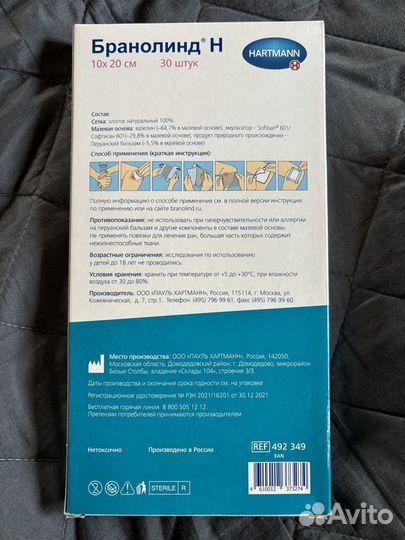 Бранолинд® Н
10х 20 см 30 штук
HARTMANN
Состав:
Сетка: хлопок натуральный 100%.
Мазевая основа: вазелин (~64,7% в мазевой основе), эмульгатор – Softisan® 601/
Софтисан 601(~29,8% в мазевой основе), продукт природного происхождения –
Перуанский бальзам (~5,5% в мазевой основе).
Способ применения (краткая инструкция):
Полную информацию о способе применения см. в полной версии инструкции
по применению или на сайте branolind.ru.
Противопоказания: не использовать при гиперчувствительности или аллергии
на перуанский бальзам и другие компоненты в составе мазевой основы.
Не применять повязки для лечения ран, большая часть которых содержит
нежизнеспособные ткани.
Возрастные ограничения: исследования по использованию
у детей до 18 лет не проводились.
Условия хранения: хранить при температуре от +5 до +30°С, при влажности
воздуха от 30 до 80%.
Производитель: ООО «ПАУЛЬ ХАРТМАНН», Россия, 115114, г. Москва, ул.
Кожевническая, д. 7, стр.1. Телефон: (495) 796 99 61, факс (495) 796 99 60
Место производства: ООО «ПАУЛЬ ХАРТМАНН», Россия, 142050,
Московская область, Домодедовский район, г. Домодедово, микрорайон
Белые Столбы, владение «Склады 104», строение 3/3.
Даты производства и окончания срока годности см. на упаковке
Регистрационное удостоверение № РЗН 2021/16201 от 30.12.2021
Бесплатная горячая линия 8 800 505 12 12
Претензии потребителей принимаются производителем.
Нетоксично Произведено в России
REF 492 349
EAN
4 630012 373274
STERILE R
Avito